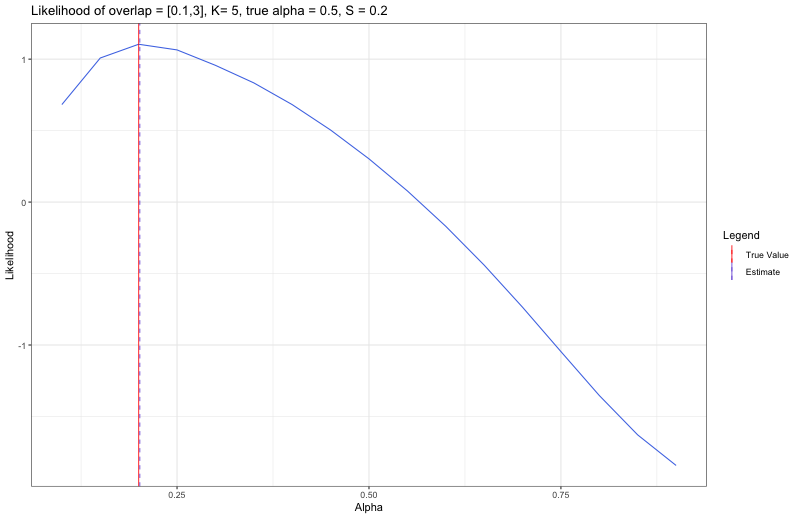 Likelihood of overlap = [0.1,3], K= 5, true alpha = 0.5, S = 0.2
1
0
-1
Likelihood
0.25
0.50
0.75
Alpha
Legend
True Value
Estimate